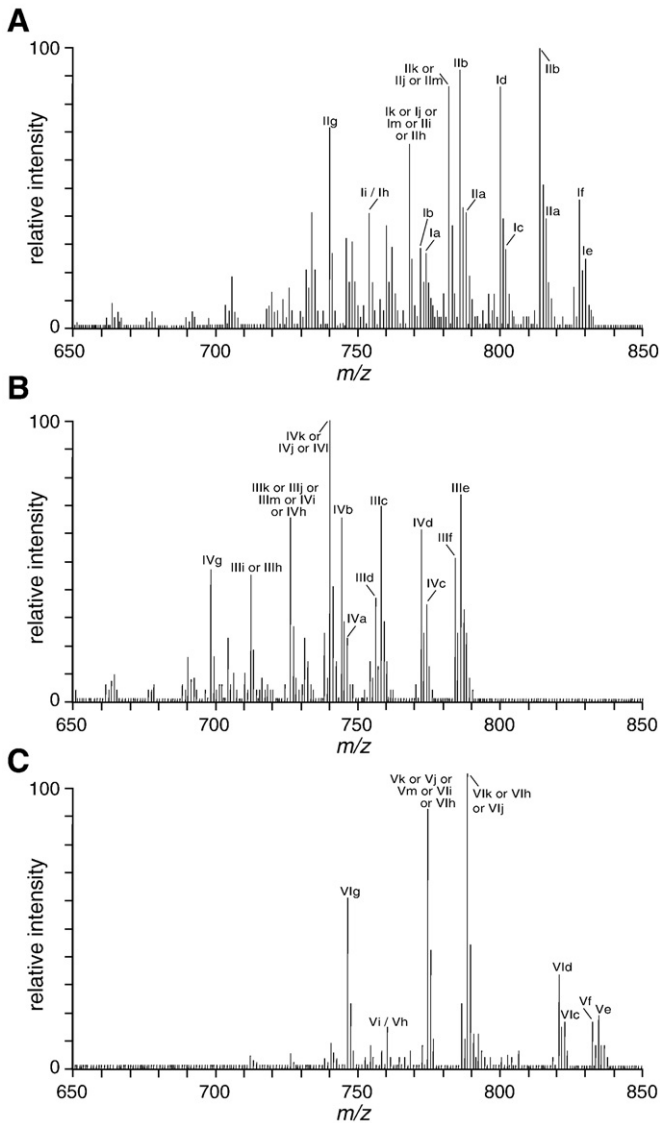 A
100
relative intensity
0
IIg
Ii / Ih
Ik or Ij or
Im or IIi
or IIh
IIk or
IIj or IIm
Ib
Ia
IIb
IIa
Id
Ic
IIb
IIa
If
Ie
650
700
750
800
850
m/z
B
100
relative intensity
0
IVg
IIIi or IIIh
IIIk or IIIj or
IIIm or IVi
or IVh
IVk or
IVj or IVl
IVb
IVa
IIId
IIIc
IVd
IVc
IIIf
IIIe
650
700
750
800
850
m/z
C
100
relative intensity
0
VIg
Vi / Vh
Vk or Vj or
Vm or VIi
or VIh
VIk or VIh
or VIj
VId
VIc
Vf
Ve
650
700
750
800
850
m/z